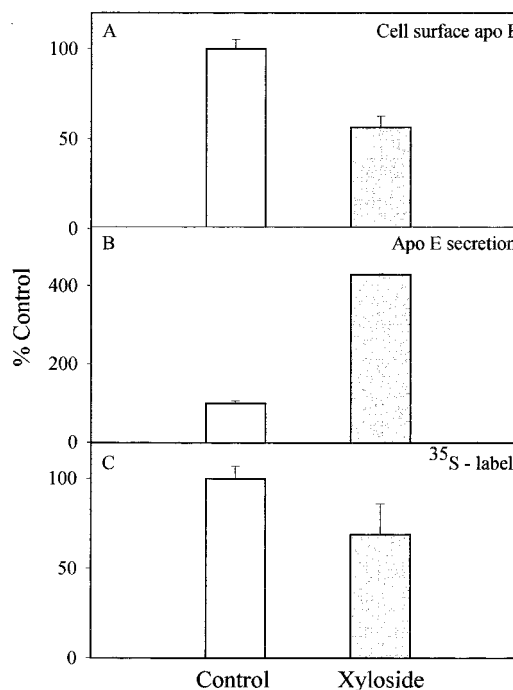 A
Cell surface apo E
100
50
0
B
Apo E secretion
400
200
0
% Control
C
35S - label
100
50
0
Control
Xyloside